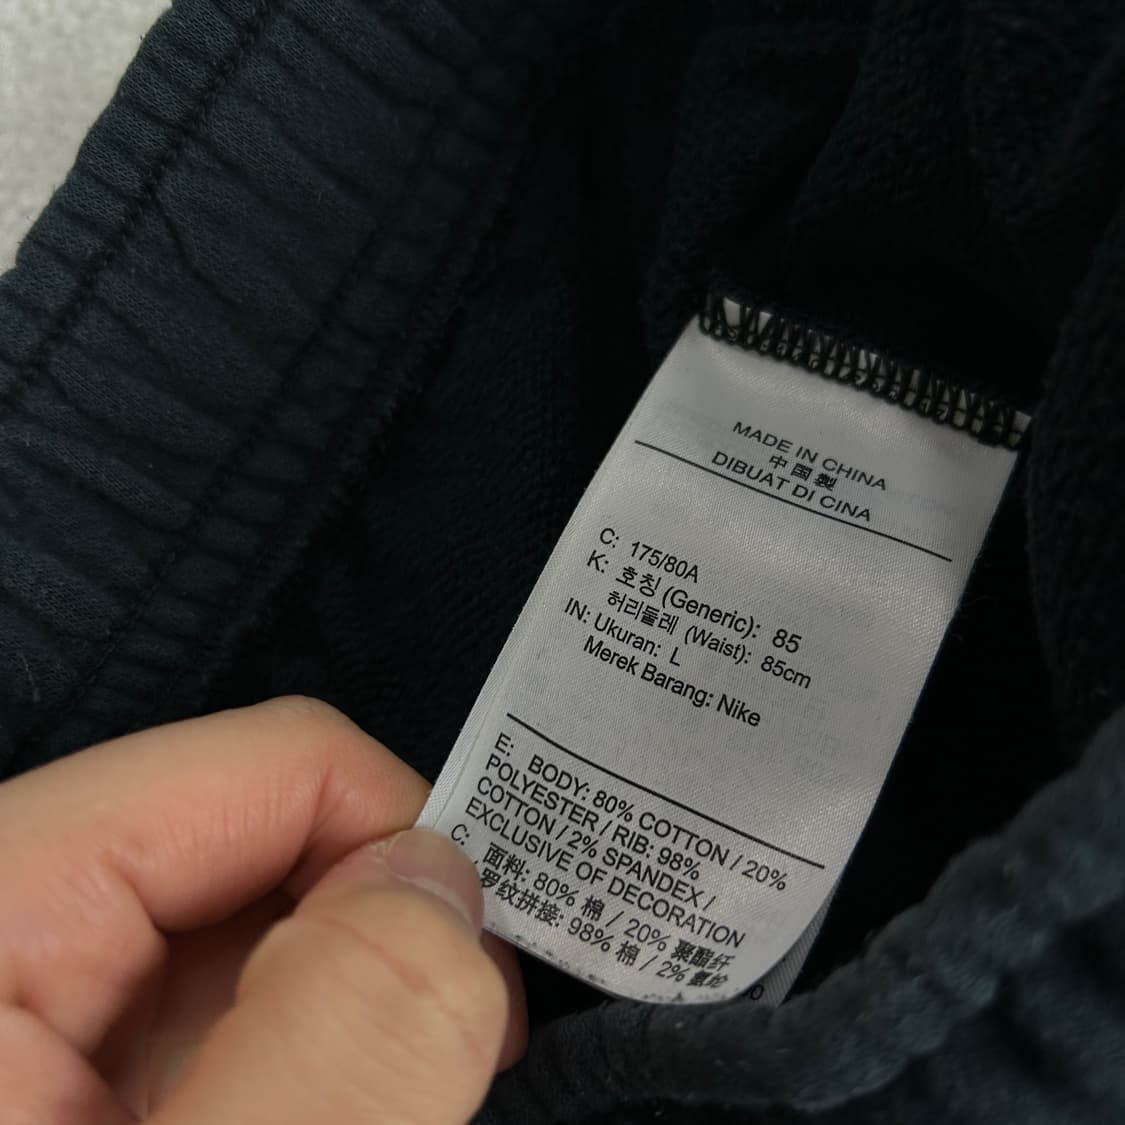 MADE IN CHINA
中国製
DIBUAT DI CINA
C: 175/80A
K: 호칭 (Generic): 85
허리둘레 (Waist): 85cm
IN: Ukuran: L
Merek Barang: Nike
E: BODY: 80% COTTON / 20%
POLYESTER / RIB: 98%
COTTON / 2% SPANDEX /
EXCLUSIVE OF DECORATION
C: 面料: 80% 棉 / 20% 聚酯纤
罗纹拼接: 98% 棉 / 2% 氨纶